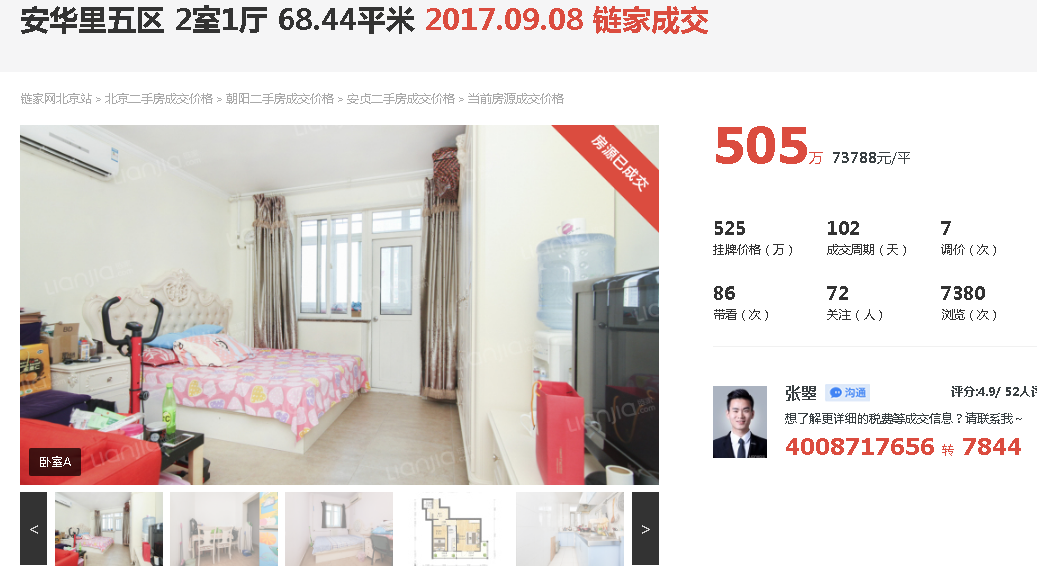 安华里五区 2室1厅 68.44平米 2017.09.08 链家成交
链家网北京站 > 北京二手房成交价格 > 朝阳二手房成交价格 > 安贞二手房成交价格 > 当前房源成交价格
房源已成交
lianjia
卧室A
< >
505万 73788元/平
525 102 7
挂牌价格（万） 成交周期（天） 调价（次）
86 72 7380
带看（次） 关注（人） 浏览（次）
张曌 沟通 评分:4.9/ 52人评
想了解更详细的税费等成交信息？请联系我~
4008717656 转 7844